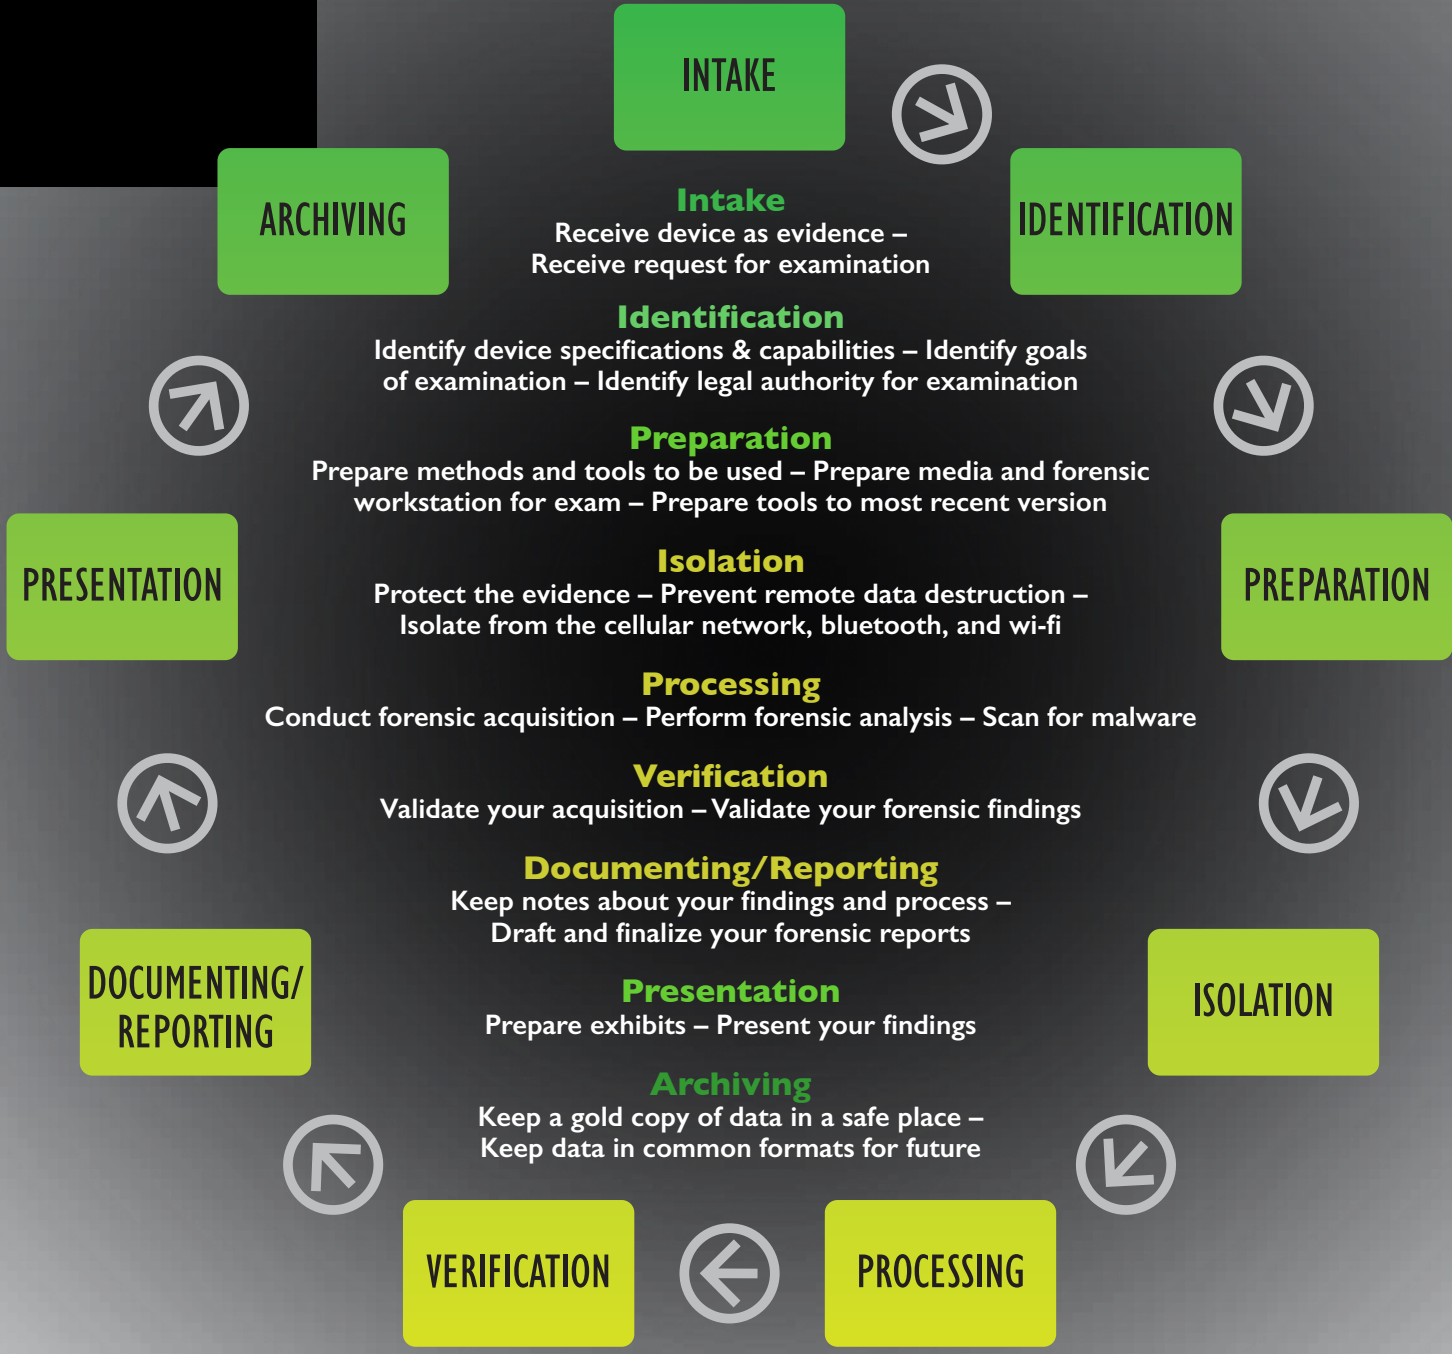 INTAKE
IDENTIFICATION
PREPARATION
ISOLATION
PROCESSING
VERIFICATION
DOCUMENTING/
REPORTING
PRESENTATION
ARCHIVING
Intake
Receive device as evidence –
Receive request for examination
Identification
Identify device specifications & capabilities – Identify goals
of examination – Identify legal authority for examination
Preparation
Prepare methods and tools to be used – Prepare media and forensic
workstation for exam – Prepare tools to most recent version
Isolation
Protect the evidence – Prevent remote data destruction –
Isolate from the cellular network, bluetooth, and wi-fi
Processing
Conduct forensic acquisition – Perform forensic analysis – Scan for malware
Verification
Validate your acquisition – Validate your forensic findings
Documenting/Reporting
Keep notes about your findings and process –
Draft and finalize your forensic reports
Presentation
Prepare exhibits – Present your findings
Archiving
Keep a gold copy of data in a safe place –
Keep data in common formats for future